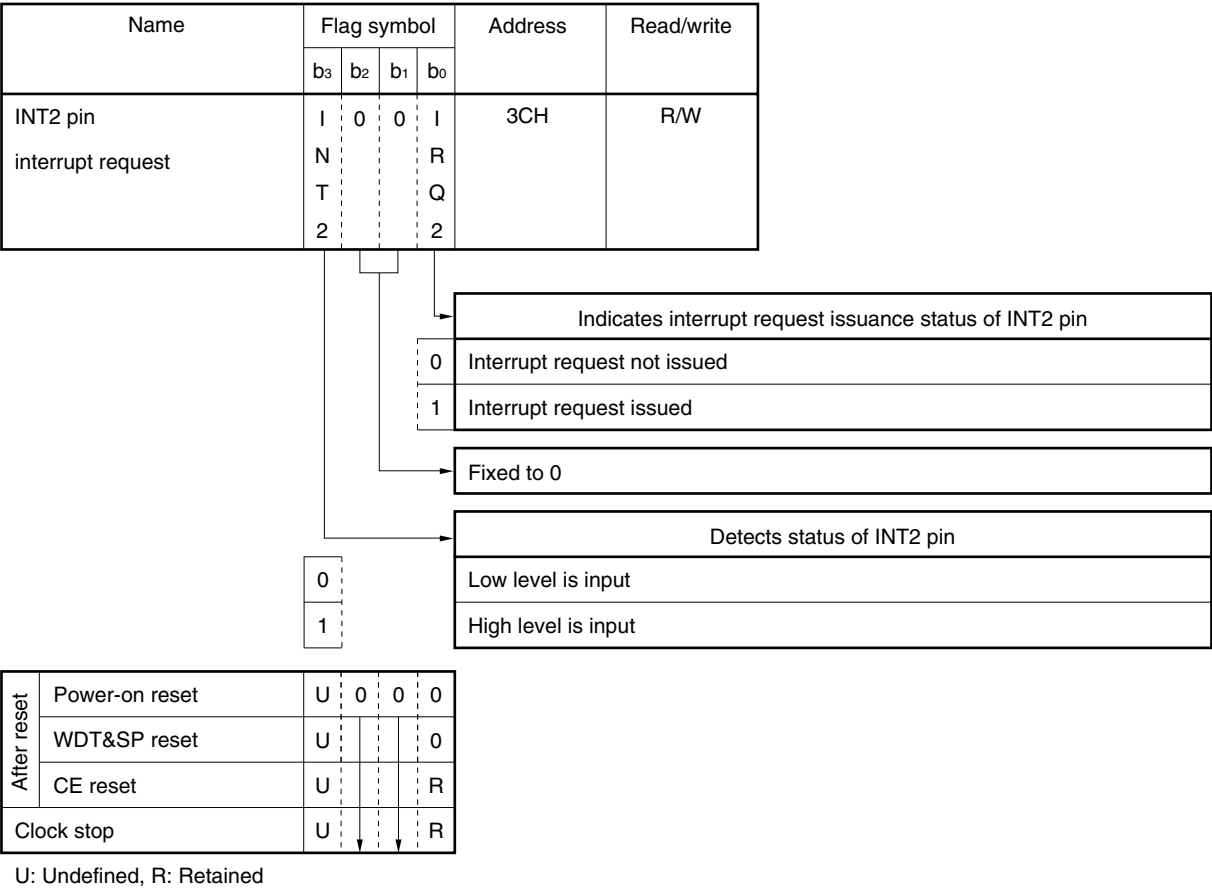 Name Flag symbol Address Read/write
b3 b2 b1 b0
INT2 pin I 0 0 I 3CH R/W
interrupt request N R
T Q
2 2
Indicates interrupt request issuance status of INT2 pin
0 Interrupt request not issued
1 Interrupt request issued
Fixed to 0
Detects status of INT2 pin
0 Low level is input
1 High level is input
After reset
Power-on reset U 0 0 0
WDT&SP reset U 0
CE reset U R
Clock stop U R
U: Undefined, R: Retained